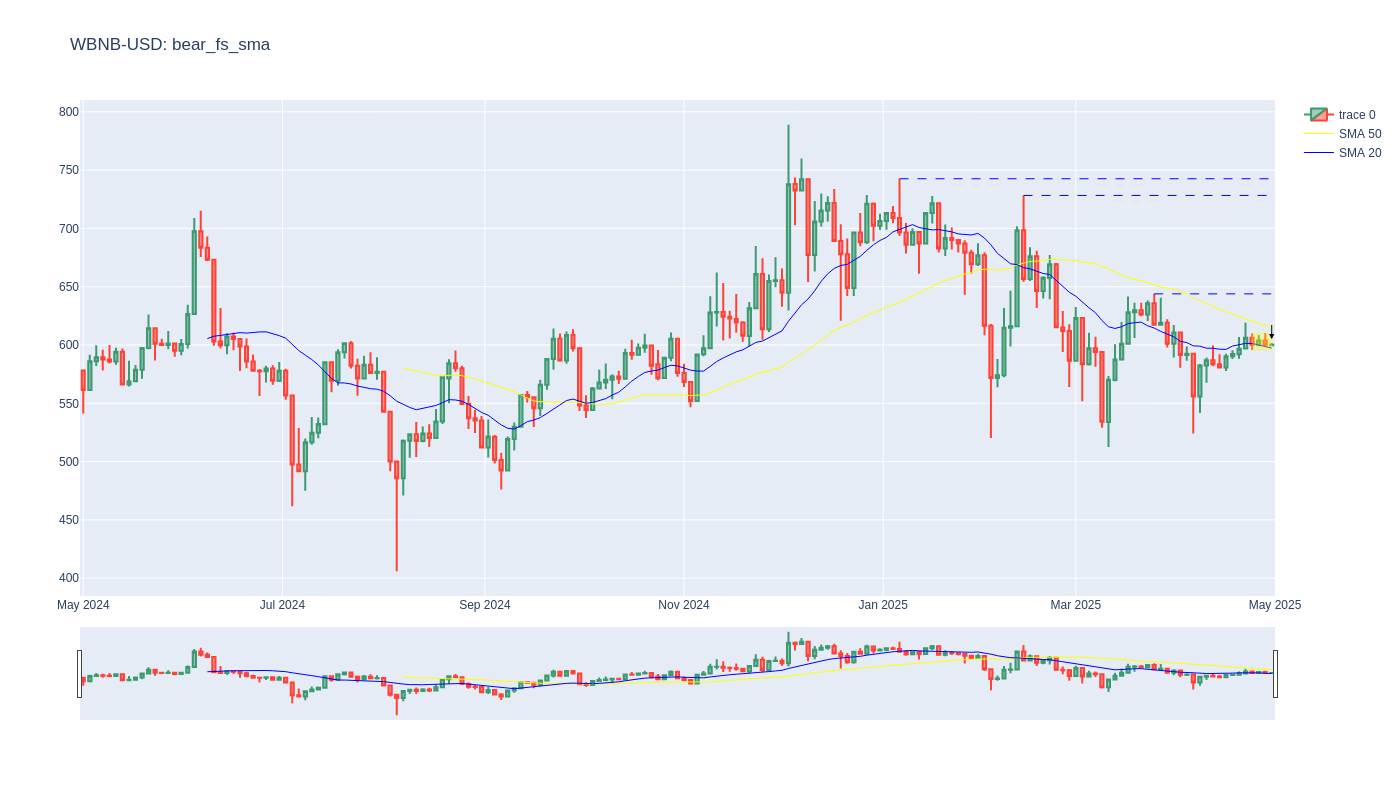 WBNB-USD: bear_fs_sma
trace 0
SMA 50
SMA 20
800
750
700
650
600
550
500
450
400
May 2024
Jul 2024
Sep 2024
Nov 2024
Jan 2025
Mar 2025
May 2025